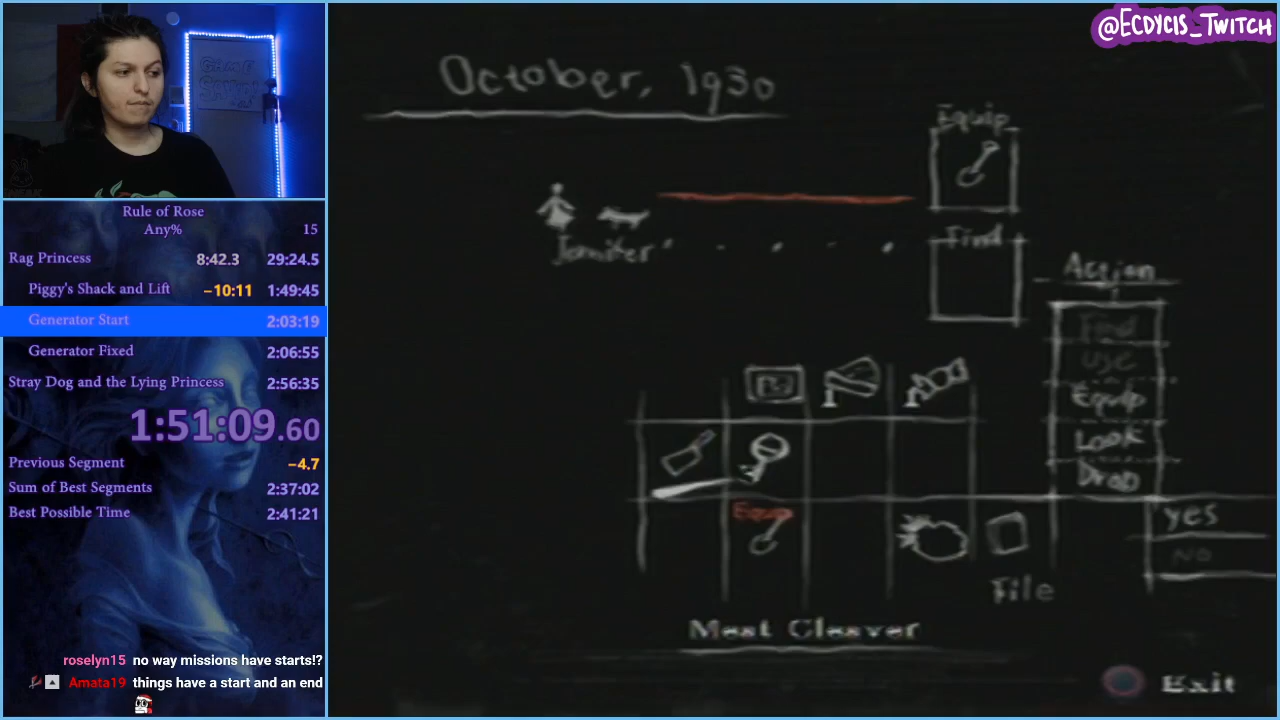 @ECDYCIS_TWITCH
October, 1930
Equip
Jennifer
Find
Action
Find
Use
Equip
Look
Drop
Equip
yes
No
File
Meat Cleaver
Exit
Rule of Rose
Any% 15
Rag Princess 8:42.3 29:24.5
Piggy's Shack and Lift −10:11 1:49:45
Generator Start 2:03:19
Generator Fixed 2:06:55
Stray Dog and the Lying Princess 2:56:35
1:51:09.60
Previous Segment −4.7
Sum of Best Segments 2:37:02
Best Possible Time 2:41:21
roselyn15 no way missions have starts!?
Amata19 things have a start and an end